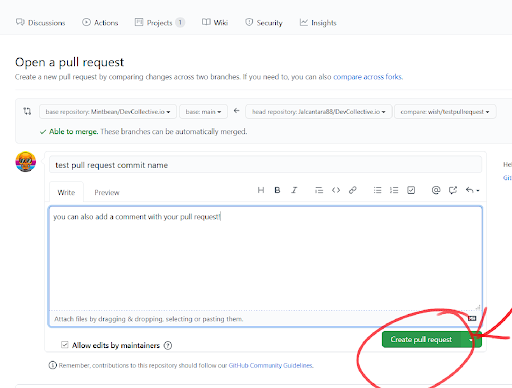 Discussions Actions Projects 1 Wiki Security Insights
Open a pull request
Create a new pull request by comparing changes across two branches. If you need to, you can also compare across forks.
base repository: Mintbean/DevCollective.io base: main head repository: Jalcantara88/DevCollective.io compare: wish/testpullrequest
Able to merge. These branches can be automatically merged.
test pull request commit name
Write Preview
you can also add a comment with your pull request!
Attach files by dragging & dropping, selecting or pasting them.
Allow edits by maintainers
Create pull request
Remember, contributions to this repository should follow our GitHub Community Guidelines.